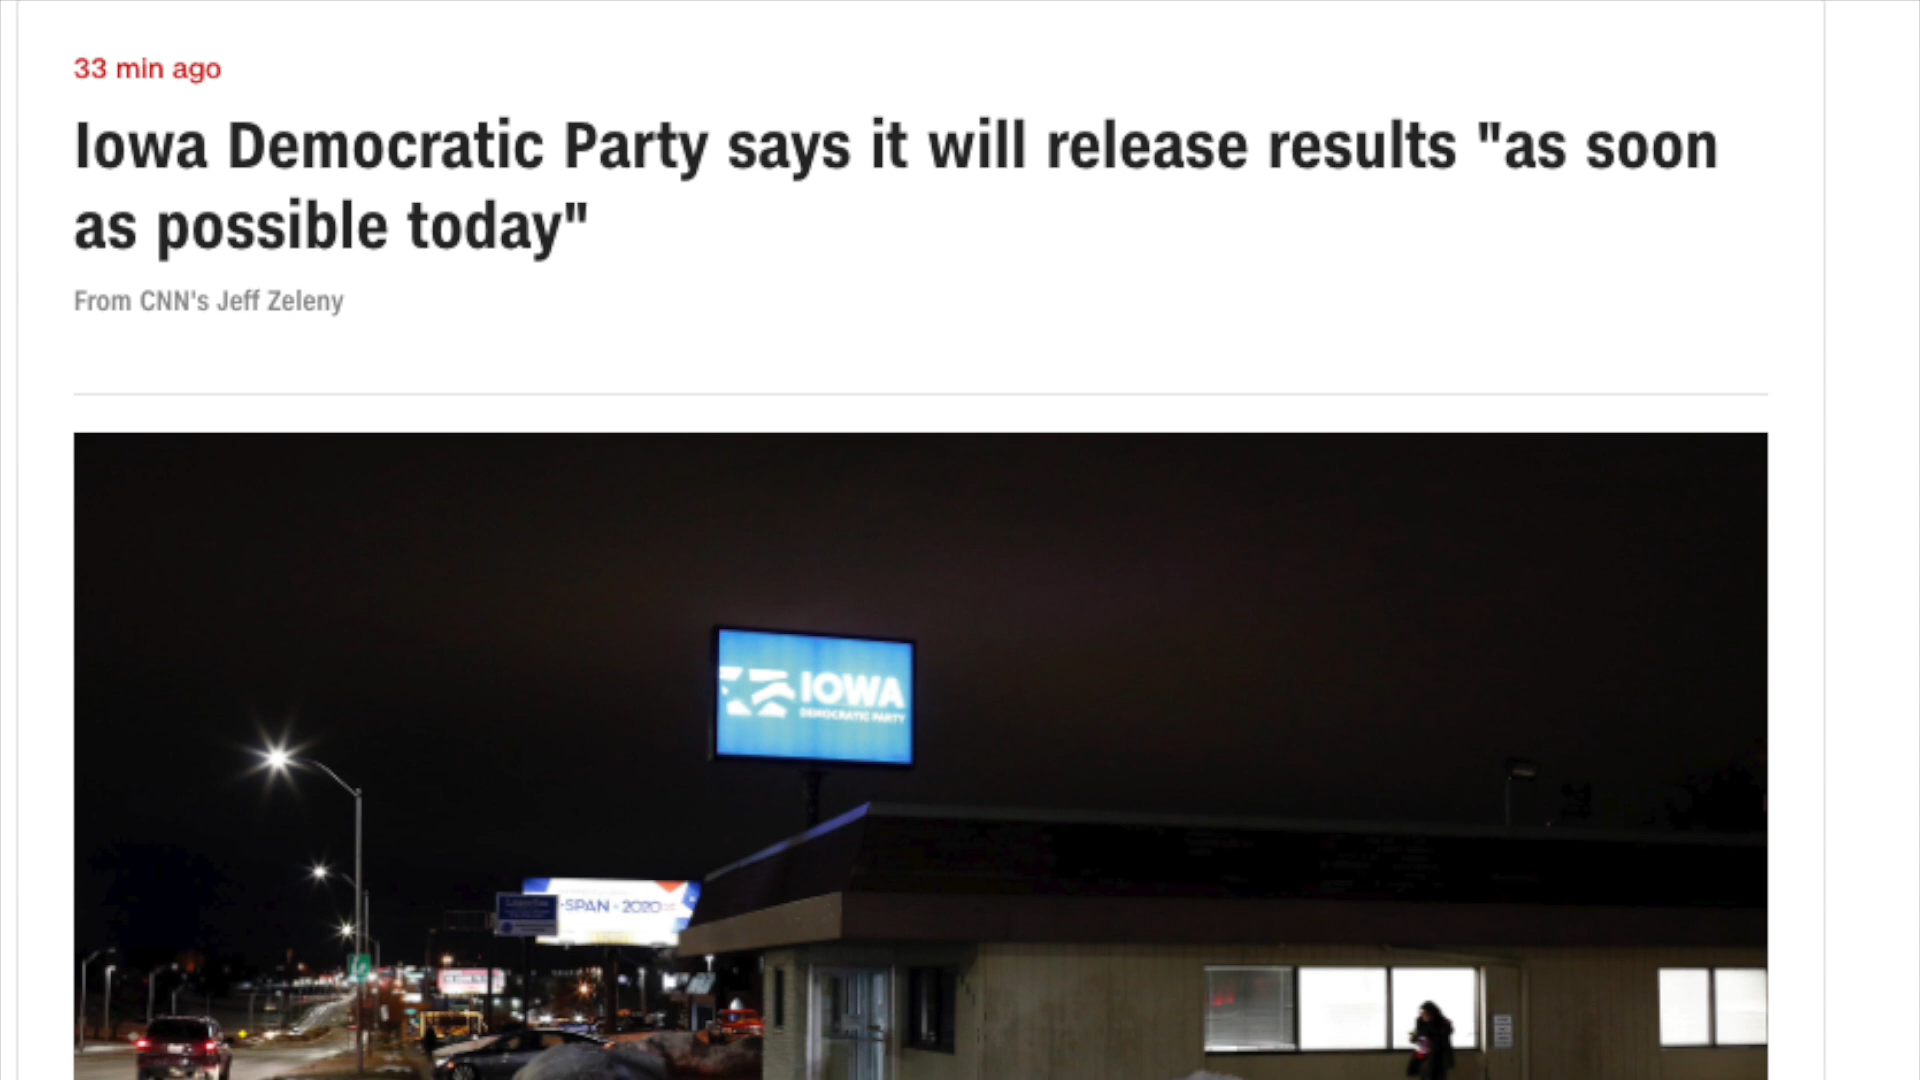 33 min ago
Iowa Democratic Party says it will release results "as soon
as possible today"
From CNN's Jeff Zeleny
IOWA
DEMOCRATIC PARTY
-SPAN - 2020